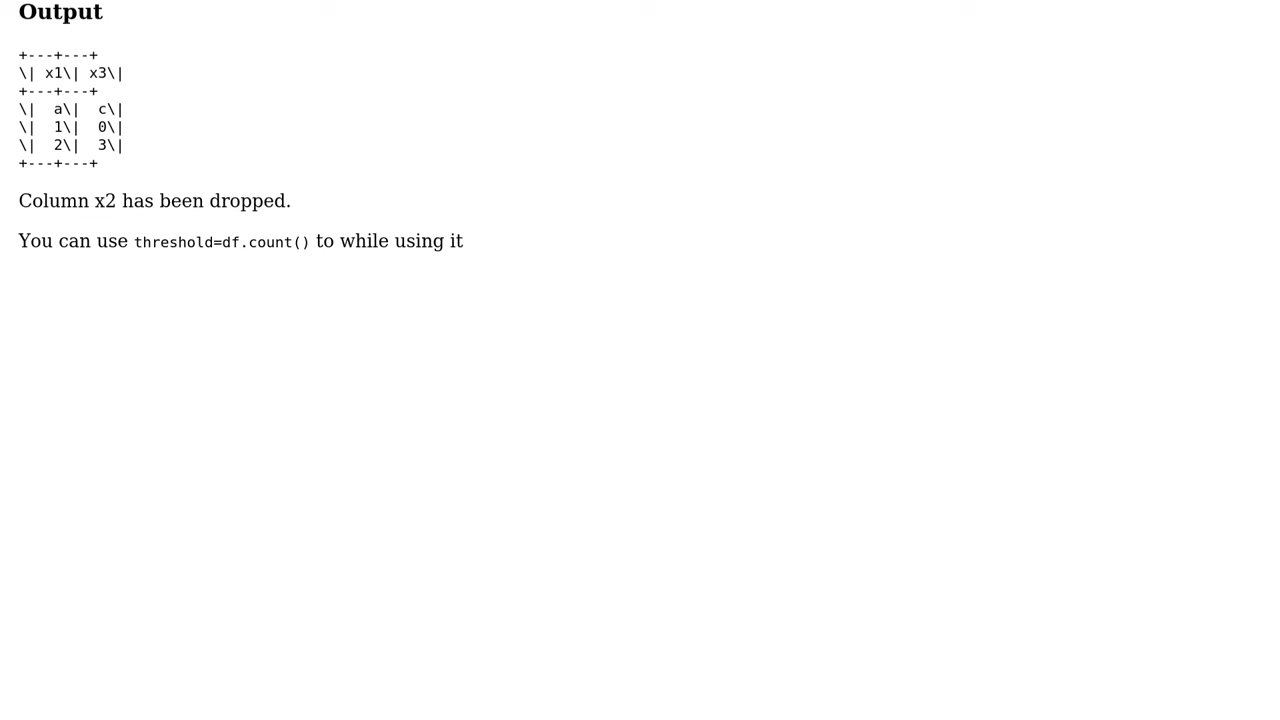 Output
+---+---+
\| x1\| x3\|
+---+---+
\|  a\|  c\|
\|  1\|  0\|
\|  2\|  3\|
+---+---+
Column x2 has been dropped.
You can use threshold=df.count() to while using it